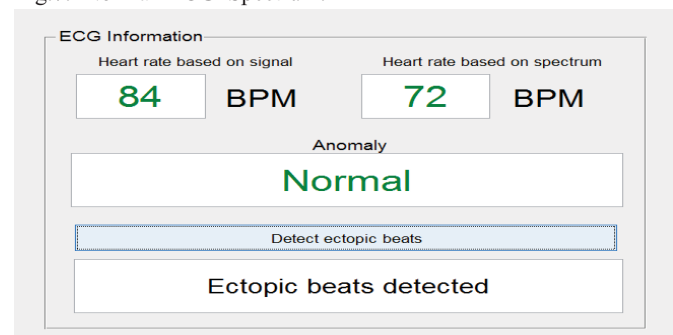 ECG Information
Heart rate based on signal Heart rate based on spectrum
84 BPM 72 BPM
Anomaly
Normal
Detect ectopic beats
Ectopic beats detected